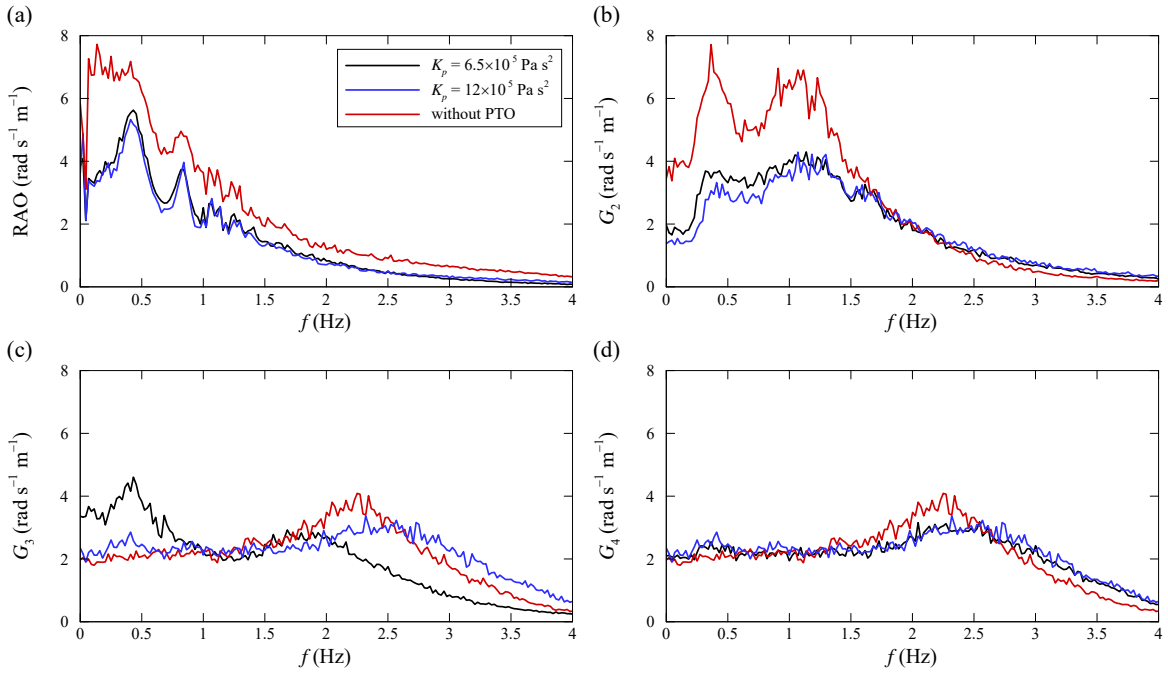 (a)
8
6
4
2
0
RAO (rad s⁻¹ m⁻¹)
K_p = 6.5×10⁵ Pa s²
K_p = 12×10⁵ Pa s²
without PTO
0 0.5 1 1.5 2 2.5 3 3.5 4
f (Hz)
(b)
8
6
4
2
0
G₂ (rad s⁻¹ m⁻¹)
0 0.5 1 1.5 2 2.5 3 3.5 4
f (Hz)
(c)
8
6
4
2
0
G₃ (rad s⁻¹ m⁻¹)
0 0.5 1 1.5 2 2.5 3 3.5 4
f (Hz)
(d)
8
6
4
2
0
G₄ (rad s⁻¹ m⁻¹)
0 0.5 1 1.5 2 2.5 3 3.5 4
f (Hz)